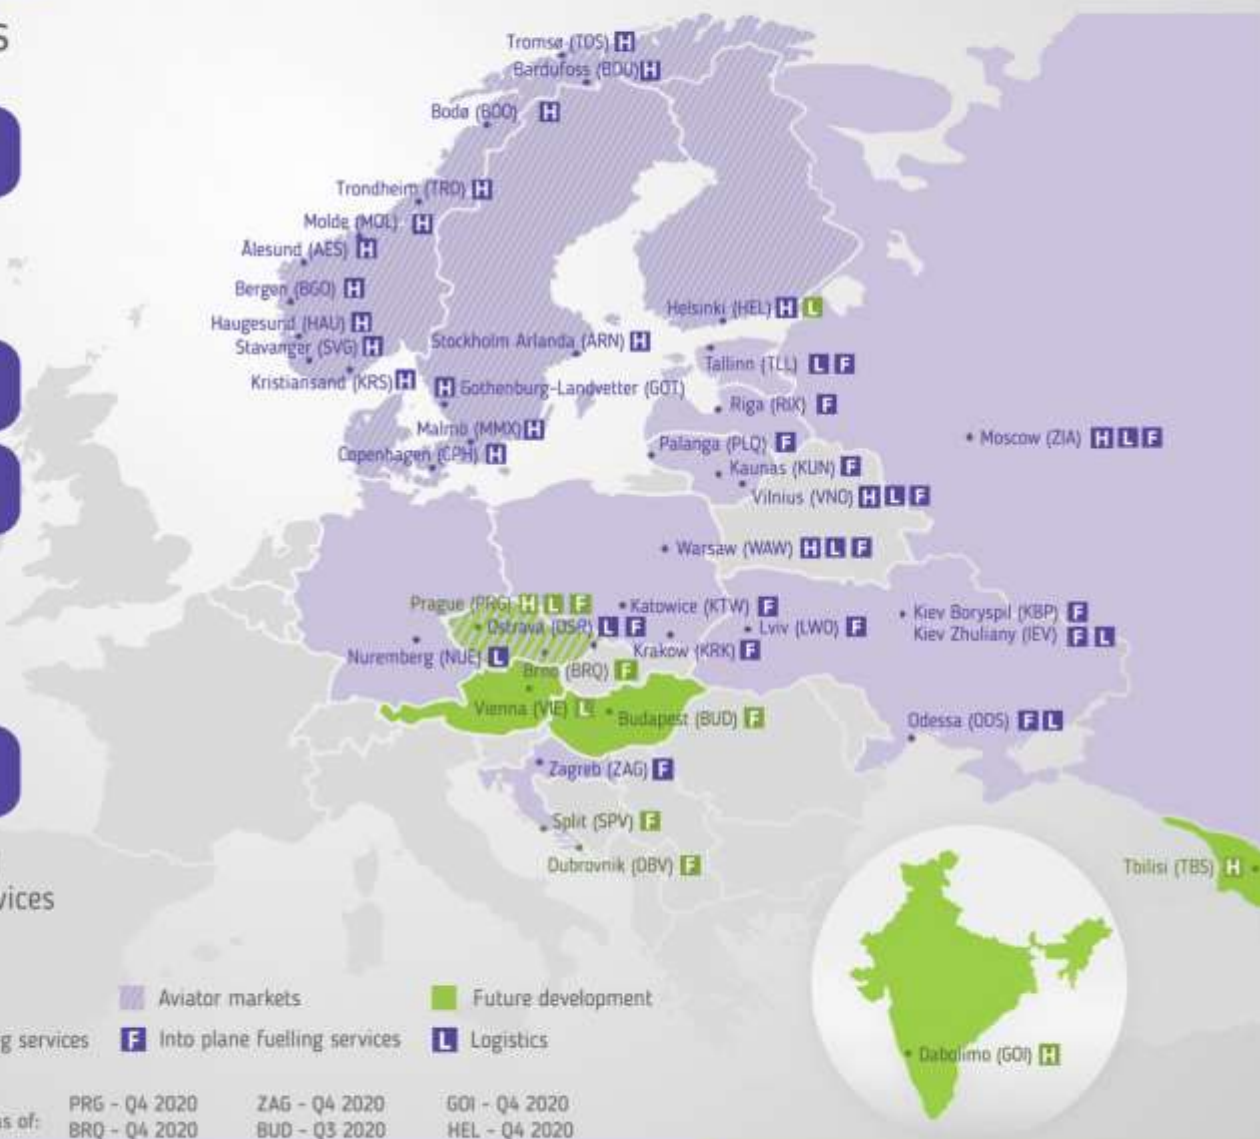 S
Tromsø (TOS) H
Bardufoss (BDU) H
Bodø (BOO) H
Trondheim (TRD) H
Molde (MOL) H
Ålesund (AES) H
Bergen (BGO) H
Haugesund (HAU) H
Stavanger (SVG) H
Kristiansand (KRS) H
Stockholm Arlanda (ARN) H
H Gothenburg-Landvetter (GOT)
Malmö (MMX) H
Copenhagen (CPH) H
Helsinki (HEL) H L
Tallinn (TLL) L F
Riga (RIX) F
Palanga (PLQ) F
Kaunas (KUN) F
Vilnius (VNO) H L F
Moscow (ZIA) H L F
Warsaw (WAW) H L F
Prague (PRG) H L F
Katowice (KTW) F
Ostrava (OSR) L F
Lviv (LWO) F
Kiev Boryspil (KBP) F
Kiev Zhuliany (IEV) F L
Nuremberg (NUE) L
Krakow (KRK) F
Brno (BRQ) F
Vienna (VIE) L
Budapest (BUD) F
Odessa (ODS) F L
Zagreb (ZAG) F
Split (SPV) F
Dubrovnik (DBV) F
Tbilisi (TBS) H
Dabolimo (GOI) H
vices
Aviator markets
Future development
g services
F Into plane fuelling services
L Logistics
as of:
PRG - Q4 2020
ZAG - Q4 2020
GOI - Q4 2020
BRQ - Q4 2020
BUD - Q3 2020
HEL - Q4 2020